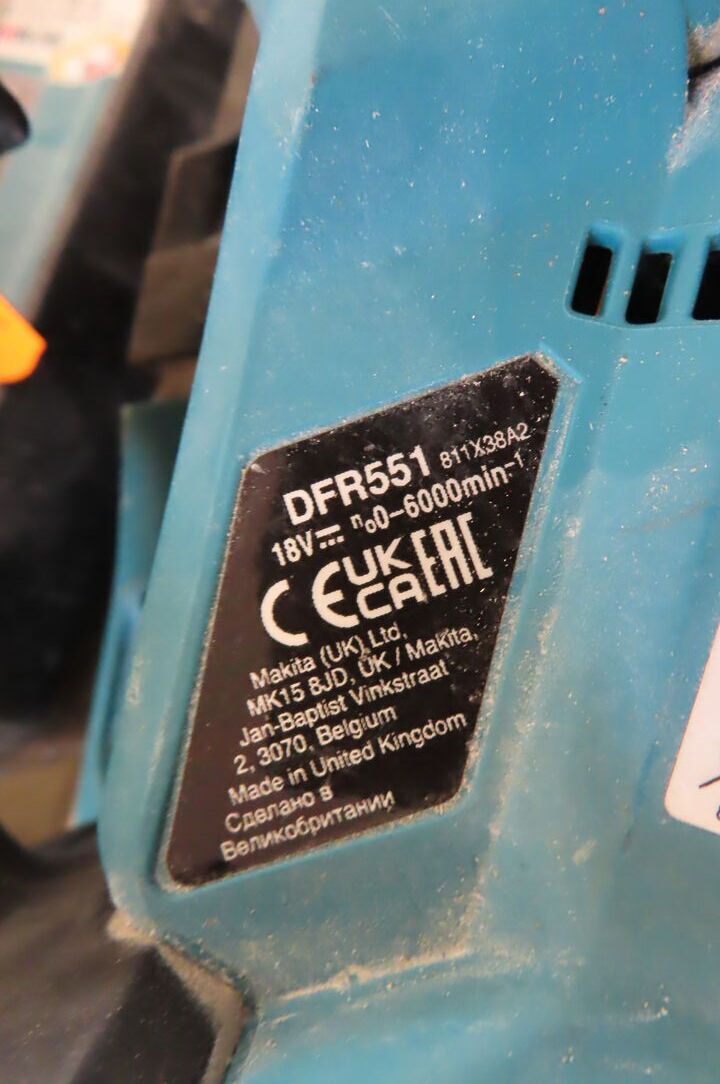 DFR551 811X38A2
18V⎓ n₀0-6000min⁻¹
CE UK CA EAC
Makita (UK) Ltd,
MK15 8JD, UK / Makita,
Jan-Baptist Vinkstraat
2, 3070, Belgium
Made in United Kingdom
Сделано в
Великобритании